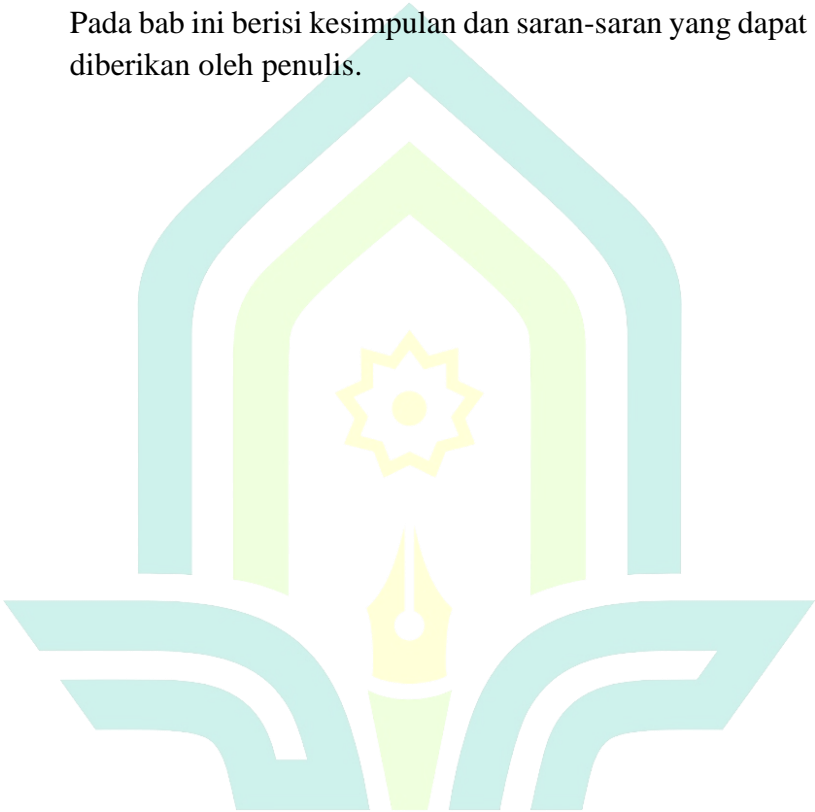 Pada bab ini berisi kesimpulan dan saran-saran yang dapat
diberikan oleh penulis.